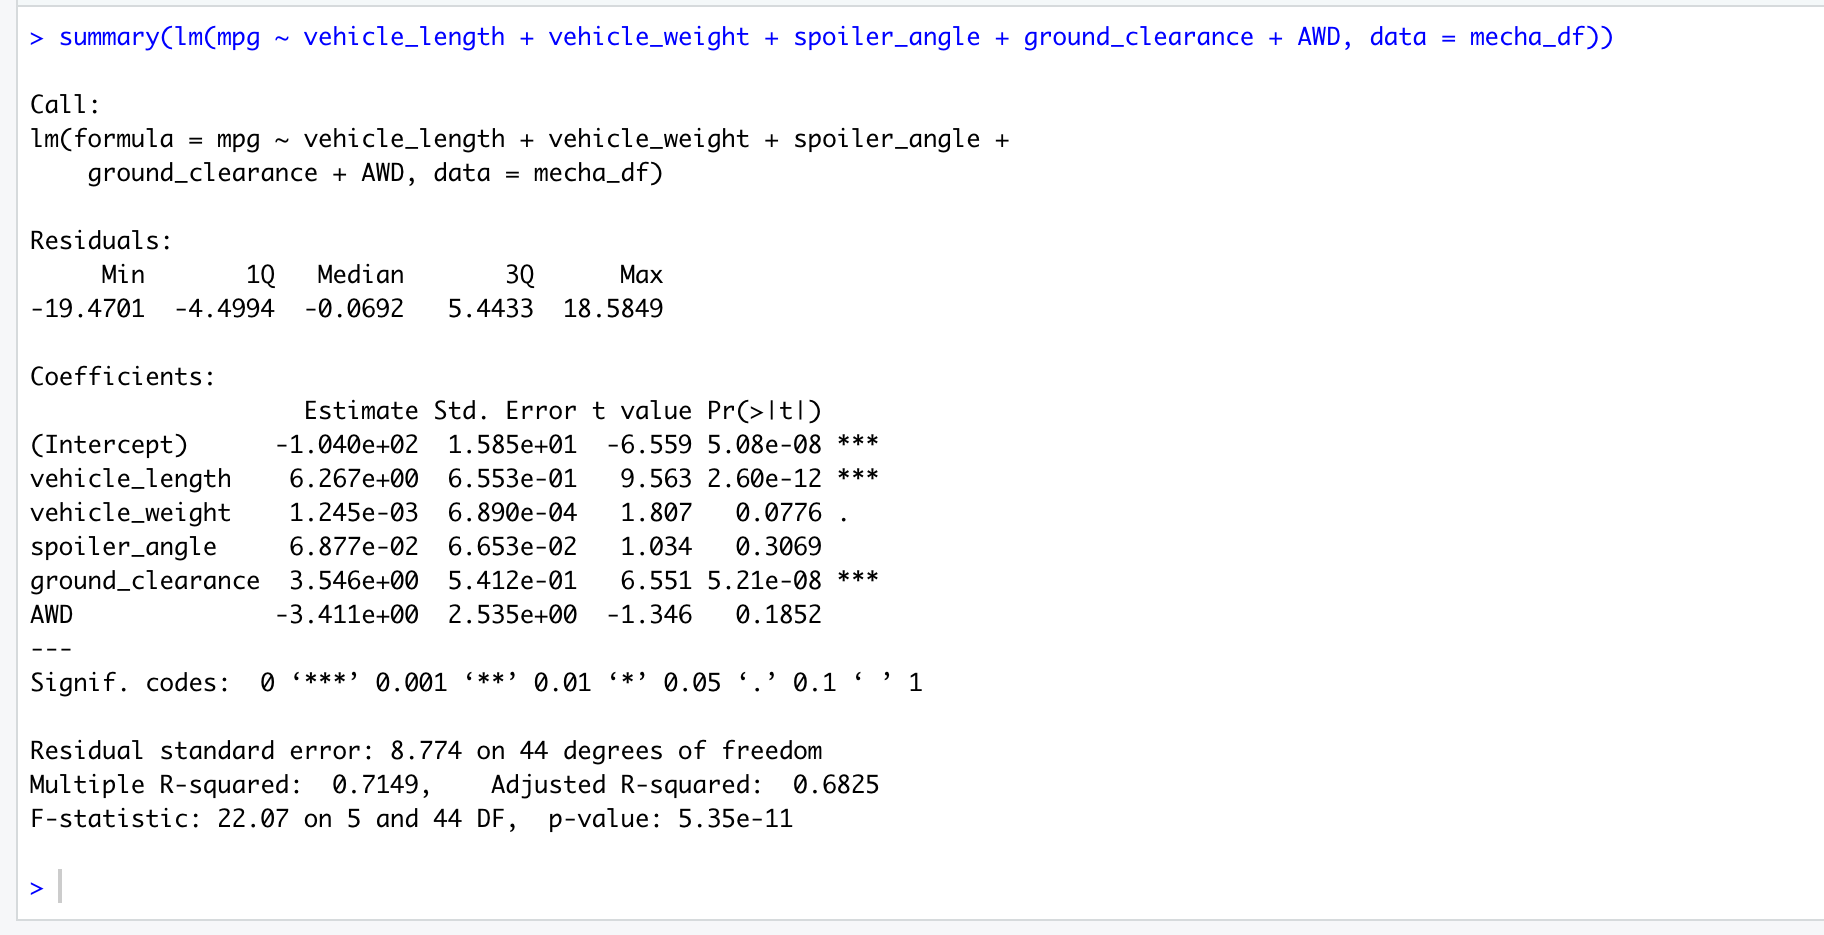 > summary(lm(mpg ~ vehicle_length + vehicle_weight + spoiler_angle + ground_clearance + AWD, data = mecha_df))

Call:
lm(formula = mpg ~ vehicle_length + vehicle_weight + spoiler_angle +
    ground_clearance + AWD, data = mecha_df)

Residuals:
     Min       1Q   Median       3Q      Max
-19.4701  -4.4994  -0.0692   5.4433  18.5849

Coefficients:
                   Estimate Std. Error t value Pr(>|t|)
(Intercept)      -1.040e+02  1.585e+01  -6.559 5.08e-08 ***
vehicle_length    6.267e+00  6.553e-01   9.563 2.60e-12 ***
vehicle_weight    1.245e-03  6.890e-04   1.807   0.0776 .
spoiler_angle     6.877e-02  6.653e-02   1.034   0.3069
ground_clearance  3.546e+00  5.412e-01   6.551 5.21e-08 ***
AWD              -3.411e+00  2.535e+00  -1.346   0.1852
---
Signif. codes:  0 ‘***’ 0.001 ‘**’ 0.01 ‘*’ 0.05 ‘.’ 0.1 ‘ ’ 1

Residual standard error: 8.774 on 44 degrees of freedom
Multiple R-squared:  0.7149,    Adjusted R-squared:  0.6825
F-statistic: 22.07 on 5 and 44 DF,  p-value: 5.35e-11

>